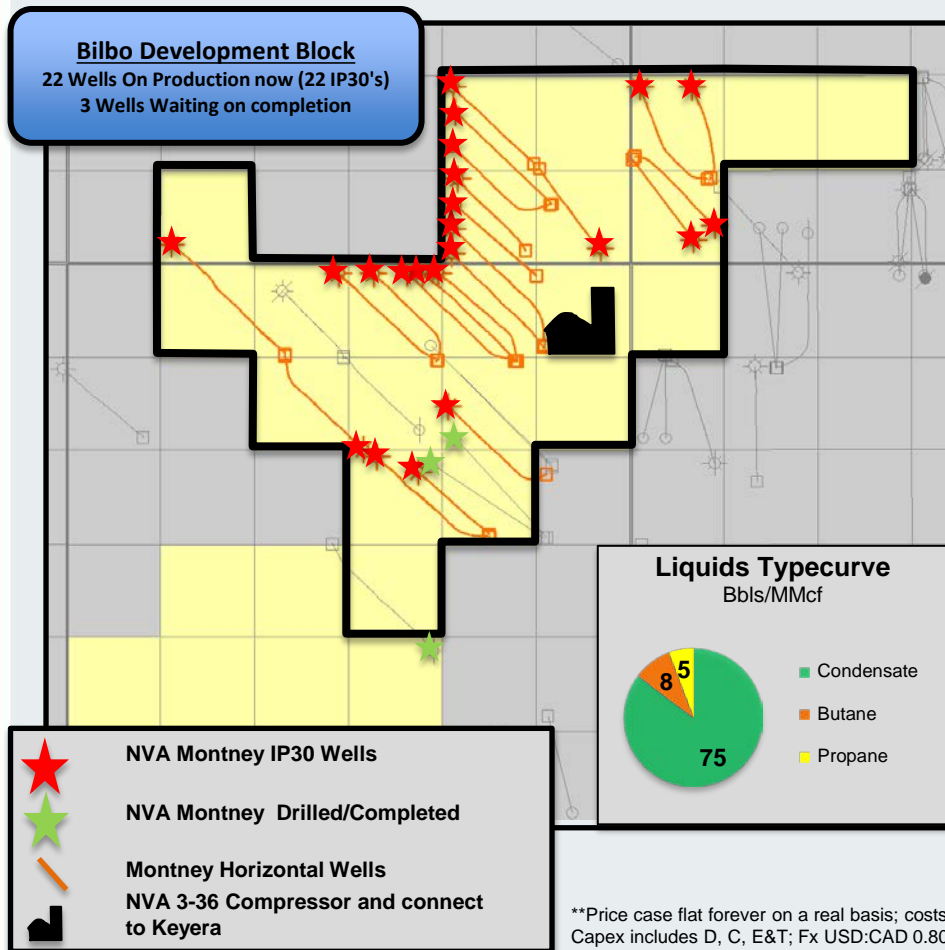 Bilbo Development Block
22 Wells On Production now (22 IP30's)
3 Wells Waiting on completion
Liquids Typecurve
Bbls/MMcf
5
8
75
Condensate
Butane
Propane
NVA Montney IP30 Wells
NVA Montney Drilled/Completed
Montney Horizontal Wells
NVA 3-36 Compressor and connect
to Keyera
**Price case flat forever on a real basis; costs
Capex includes D, C, E&T; Fx USD:CAD 0.80